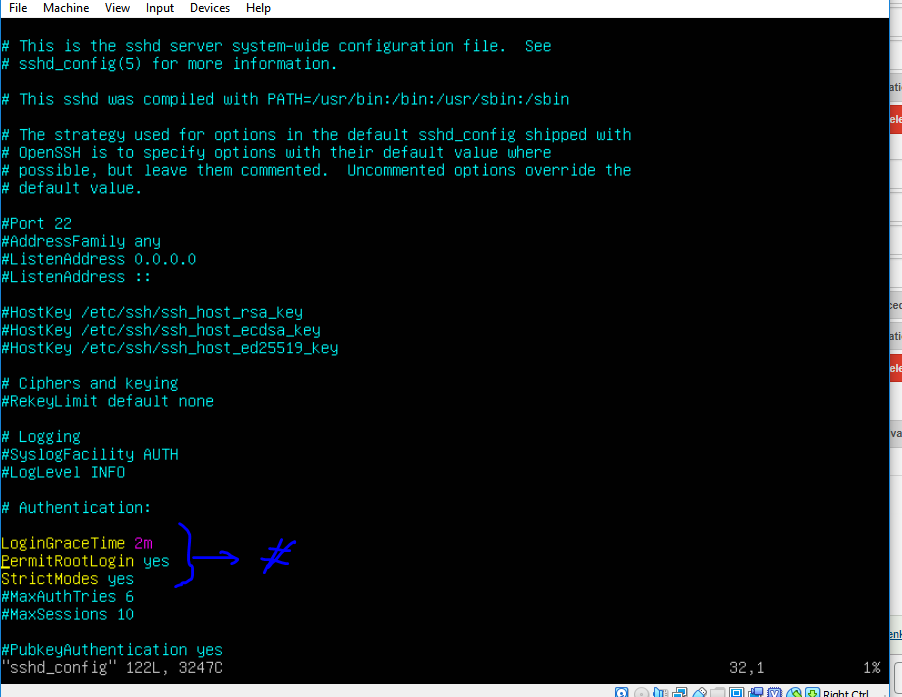 File Machine View Input Devices Help
# This is the sshd server system-wide configuration file.  See
# sshd_config(5) for more information.
# This sshd was compiled with PATH=/usr/bin:/bin:/usr/sbin:/sbin
# The strategy used for options in the default sshd_config shipped with
# OpenSSH is to specify options with their default value where
# possible, but leave them commented.  Uncommented options override the
# default value.
#Port 22
#AddressFamily any
#ListenAddress 0.0.0.0
#ListenAddress ::
#HostKey /etc/ssh/ssh_host_rsa_key
#HostKey /etc/ssh/ssh_host_ecdsa_key
#HostKey /etc/ssh/ssh_host_ed25519_key
# Ciphers and keying
#RekeyLimit default none
# Logging
#SyslogFacility AUTH
#LogLevel INFO
# Authentication:
LoginGraceTime 2m
PermitRootLogin yes
StrictModes yes
#
#MaxAuthTries 6
#MaxSessions 10
#PubkeyAuthentication yes
"sshd_config" 122L, 3247C 32,1 1%
Right Ctrl